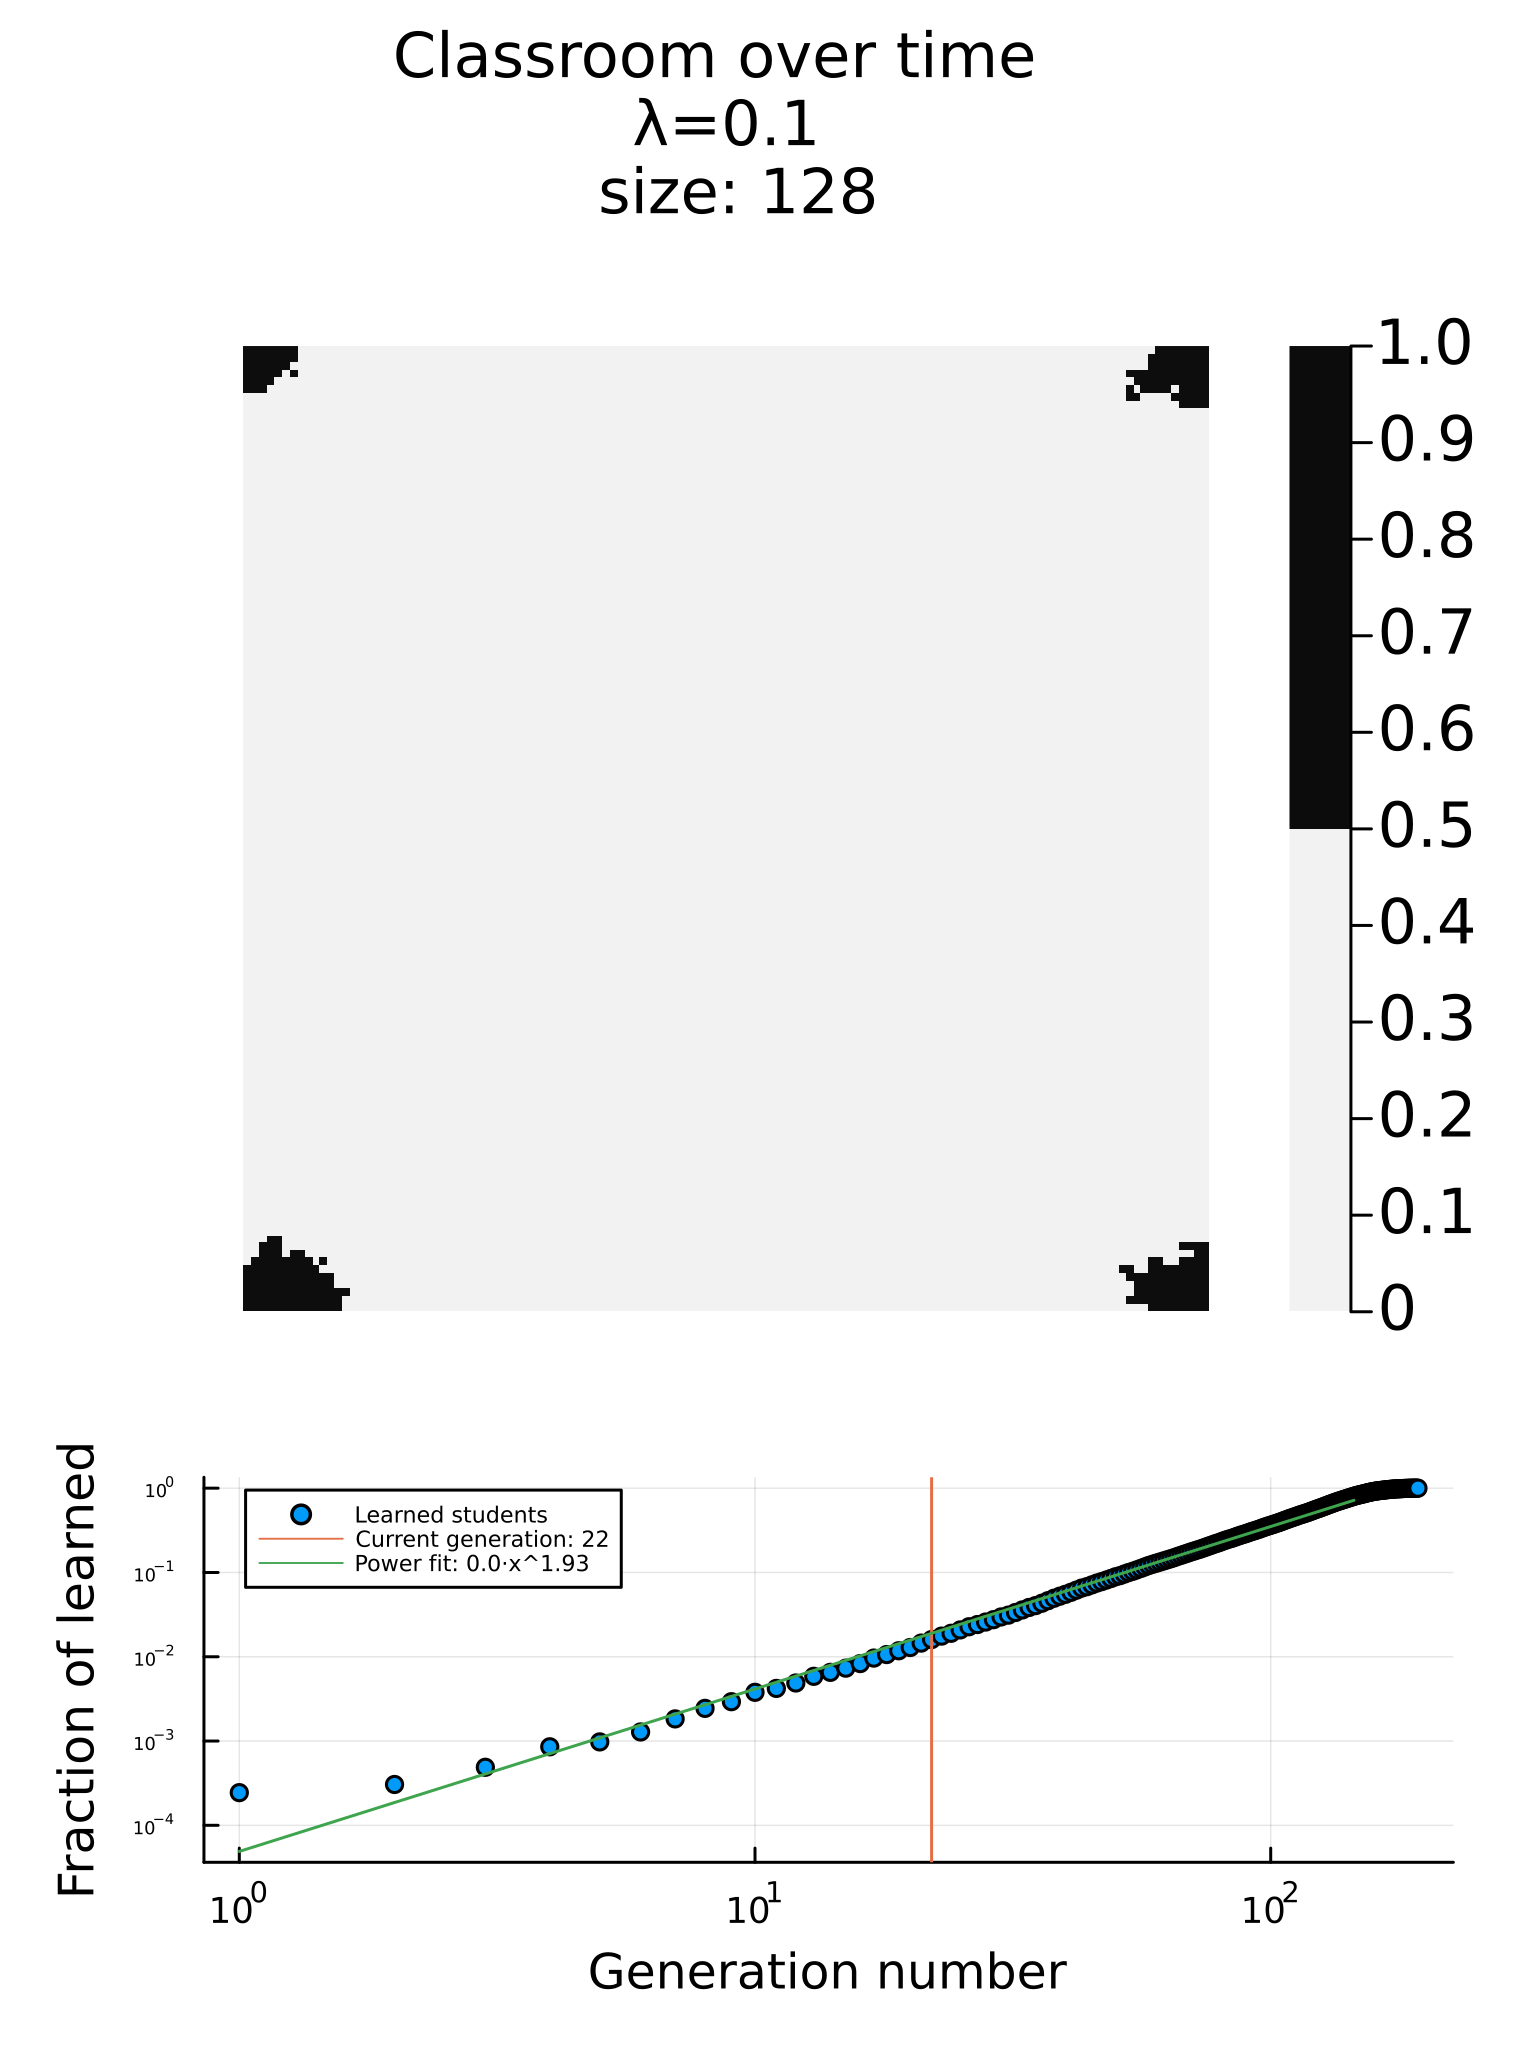 Classroom over time
λ=0.1
size: 128
1.0
0.9
0.8
0.7
0.6
0.5
0.4
0.3
0.2
0.1
0
Fraction of learned
10^0
10^-1
10^-2
10^-3
10^-4
Learned students
Current generation: 22
Power fit: 0.0·x^1.93
10^0 10^1 10^2
Generation number